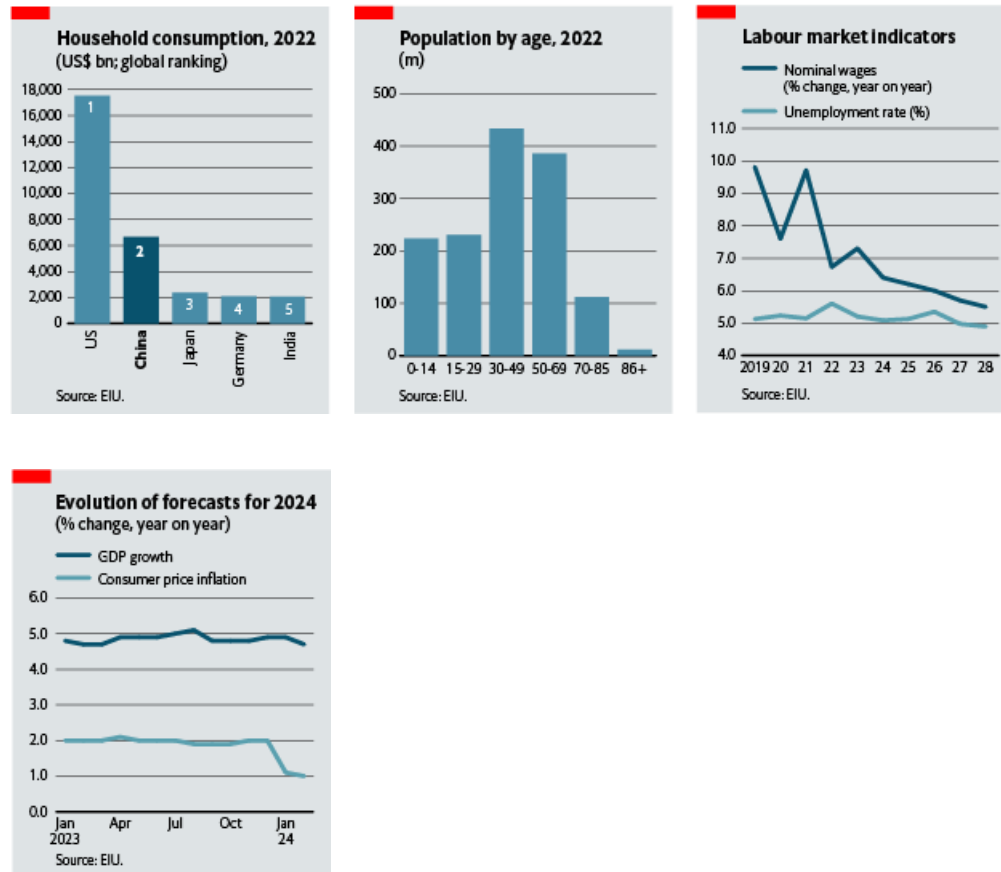 Household consumption, 2022
(US$ bn; global ranking)
18,000
16,000
14,000
12,000
10,000
8,000
6,000
4,000
2,000
0
1
2
3
4
5
US
China
Japan
Germany
India
Source: EIU.
Population by age, 2022
(m)
500
400
300
200
100
0
0-14 15-29 30-49 50-69 70-85 86+
Source: EIU.
Labour market indicators
Nominal wages
(% change, year on year)
Unemployment rate (%)
11.0
10.0
9.0
8.0
7.0
6.0
5.0
4.0
2019 20 21 22 23 24 25 26 27 28
Source: EIU.
Evolution of forecasts for 2024
(% change, year on year)
GDP growth
Consumer price inflation
6.0
5.0
4.0
3.0
2.0
1.0
0.0
Jan Apr Jul Oct Jan
2023 24
Source: EIU.